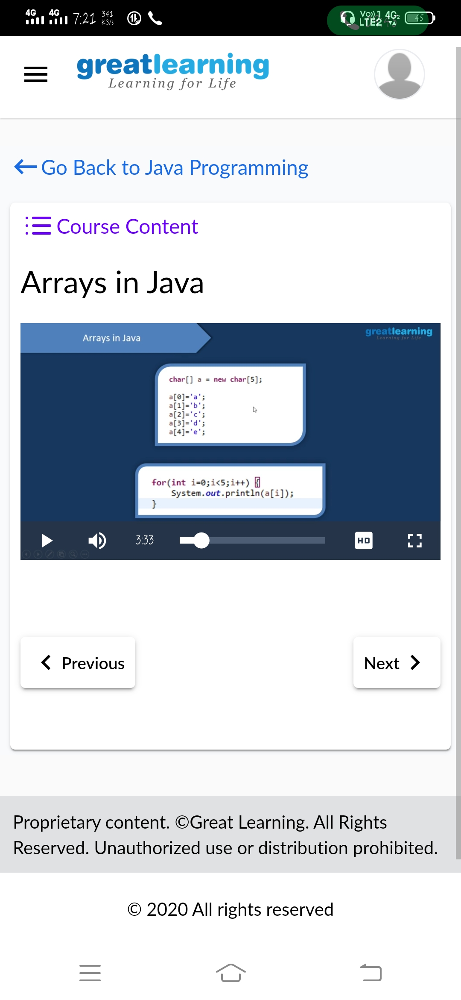 4G 4G 7:21 341 KB/s Vo)) 1 4G2 LTE2 45
greatlearning
Learning for Life
Go Back to Java Programming
Course Content
Arrays in Java
Arrays in Java
greatlearning
Learning for Life
char[] a = new char[5];
a[0]='a';
a[1]='b';
a[2]='c';
a[3]='d';
a[4]='e';
for(int i=0;i<5;i++) {
System.out.println(a[i]);
}
3:33
HD
Previous
Next
Proprietary content. ©Great Learning. All Rights
Reserved. Unauthorized use or distribution prohibited.
© 2020 All rights reserved